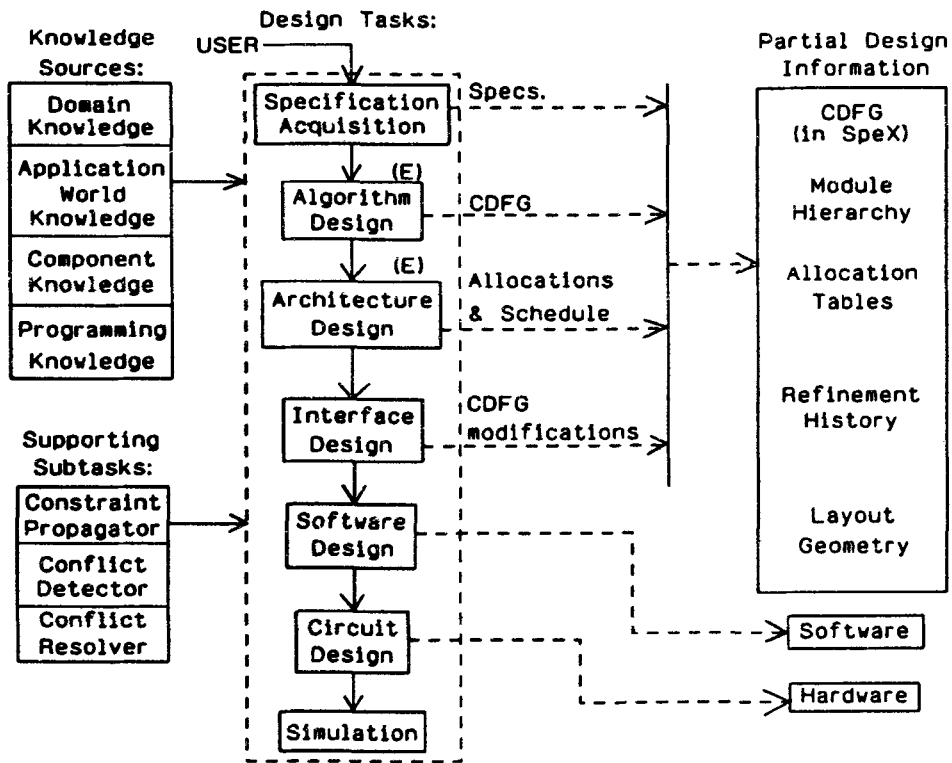 Knowledge
Sources:
Domain
Knowledge
Application
World
Knowledge
Component
Knowledge
Programming
Knowledge
Supporting
Subtasks:
Constraint
Propagator
Conflict
Detector
Conflict
Resolver
Design Tasks:
USER
Specification
Acquisition
(E)
Algorithm
Design
(E)
Architecture
Design
Interface
Design
Software
Design
Circuit
Design
Simulation
Specs.
CDFG
Allocations
& Schedule
CDFG
modifications
Partial Design
Information
CDFG
(in SpeX)
Module
Hierarchy
Allocation
Tables
Refinement
History
Layout
Geometry
Software
Hardware